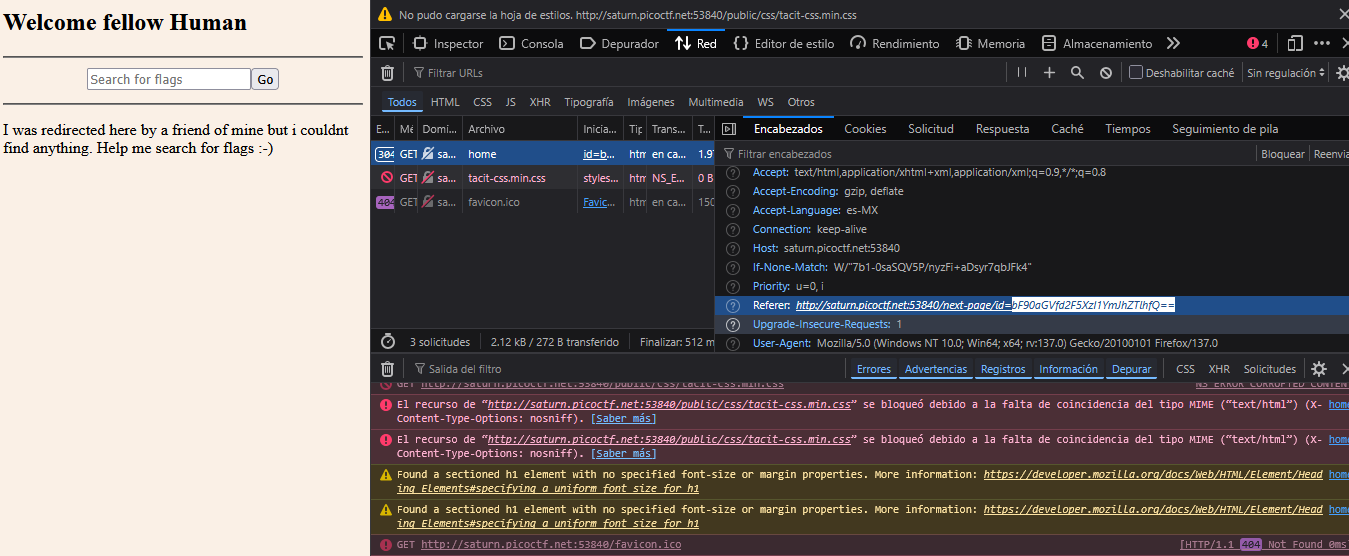 Welcome fellow Human
Search for flags Go
I was redirected here by a friend of mine but i couldnt
find anything. Help me search for flags :-)
No pudo cargarse la hoja de estilos. http://saturn.picoctf.net:53840/public/css/tacit-css.min.css
Inspector Consola Depurador Red Editor de estilo Rendimiento Memoria Almacenamiento 4
Filtrar URLs Deshabilitar caché Sin regulación
Todos HTML CSS JS XHR Tipografía Imágenes Multimedia WS Otros
E... Mé Domi... Archivo Inicia... Tip Trans... T...
304 GET sa... home id=b... htm en ca... 1.97
GET sa... tacit-css.min.css styles... htm NS_E... 0 B
404 GET sa... favicon.ico Favic... htm en ca... 150
3 solicitudes 2.12 kB / 272 B transferido Finalizar: 512 m
Encabezados Cookies Solicitud Respuesta Caché Tiempos Seguimiento de pila
Filtrar encabezados Bloquear Reenvia
Accept: text/html,application/xhtml+xml,application/xml;q=0.9,*/*;q=0.8
Accept-Encoding: gzip, deflate
Accept-Language: es-MX
Connection: keep-alive
Host: saturn.picoctf.net:53840
If-None-Match: W/"7b1-0saSQV5P/nyzFi+aDsyr7qbJFk4"
Priority: u=0, i
Referer: http://saturn.picoctf.net:53840/next-page/id=bF90aGVfd2F5XzI1YmJhZTlhfQ==
Upgrade-Insecure-Requests: 1
User-Agent: Mozilla/5.0 (Windows NT 10.0; Win64; x64; rv:137.0) Gecko/20100101 Firefox/137.0
Salida del filtro Errores Advertencias Registros Información Depurar CSS XHR Solicitudes
GET http://saturn.picoctf.net:53840/public/css/tacit-css.min.css NS_ERROR_CORRUPTED_CONTEN
El recurso de “http://saturn.picoctf.net:53840/public/css/tacit-css.min.css” se bloqueó debido a la falta de coincidencia del tipo MIME (“text/html”) (X- home
Content-Type-Options: nosniff). [Saber más]
El recurso de “http://saturn.picoctf.net:53840/public/css/tacit-css.min.css” se bloqueó debido a la falta de coincidencia del tipo MIME (“text/html”) (X- home
Content-Type-Options: nosniff). [Saber más]
Found a sectioned h1 element with no specified font-size or margin properties. More information: https://developer.mozilla.org/docs/Web/HTML/Element/Head home
ing_Elements#specifying_a_uniform_font_size_for_h1
Found a sectioned h1 element with no specified font-size or margin properties. More information: https://developer.mozilla.org/docs/Web/HTML/Element/Head home
ing_Elements#specifying_a_uniform_font_size_for_h1
GET http://saturn.picoctf.net:53840/favicon.ico [HTTP/1.1 404 Not Found 0ms]